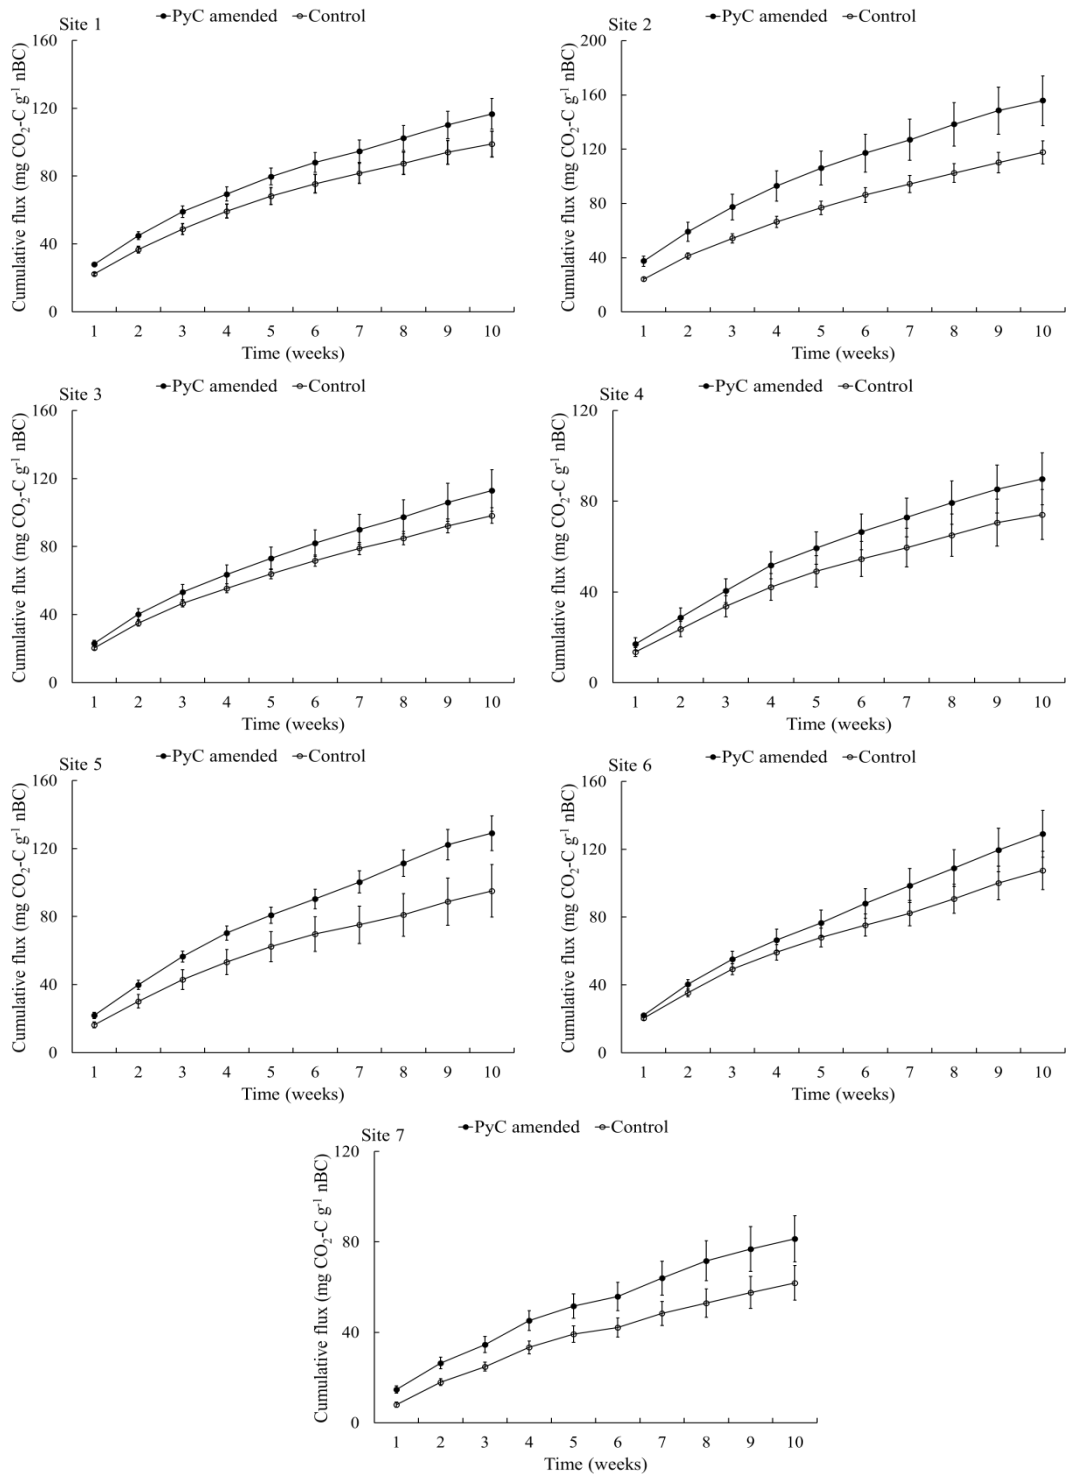 PyC amended Control
Site 1
Cumulative flux (mg CO₂-C g⁻¹ nBC)
160
120
80
40
0
1 2 3 4 5 6 7 8 9 10
Time (weeks)
PyC amended Control
Site 2
Cumulative flux (mg CO₂-C g⁻¹ nBC)
200
160
120
80
40
0
1 2 3 4 5 6 7 8 9 10
Time (weeks)
PyC amended Control
Site 3
Cumulative flux (mg CO₂-C g⁻¹ nBC)
160
120
80
40
0
1 2 3 4 5 6 7 8 9 10
Time (weeks)
PyC amended Control
Site 4
Cumulative flux (mg CO₂-C g⁻¹ nBC)
120
80
40
0
1 2 3 4 5 6 7 8 9 10
Time (weeks)
PyC amended Control
Site 5
Cumulative flux (mg CO₂-C g⁻¹ nBC)
160
120
80
40
0
1 2 3 4 5 6 7 8 9 10
Time (weeks)
PyC amended Control
Site 6
Cumulative flux (mg CO₂-C g⁻¹ nBC)
160
120
80
40
0
1 2 3 4 5 6 7 8 9 10
Time (weeks)
PyC amended Control
Site 7
Cumulative flux (mg CO₂-C g⁻¹ nBC)
120
80
40
0
1 2 3 4 5 6 7 8 9 10
Time (weeks)